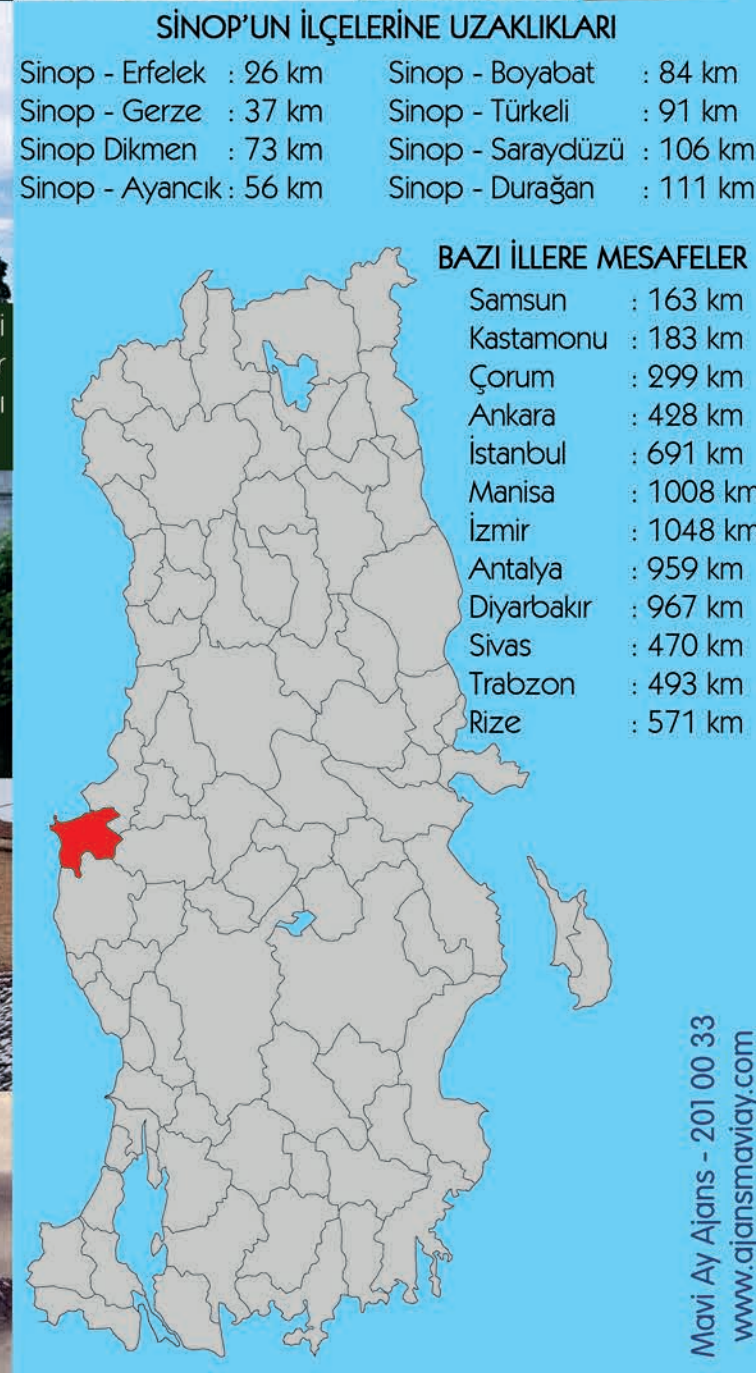 SİNOP'UN İLÇELERİNE UZAKLIKLARI
Sinop - Erfelek : 26 km
Sinop - Gerze : 37 km
Sinop Dikmen : 73 km
Sinop - Ayancık : 56 km
Sinop - Boyabat : 84 km
Sinop - Türkeli : 91 km
Sinop - Saraydüzü : 106 km
Sinop - Durağan : 111 km
BAZI İLLERE MESAFELER
Samsun : 163 km
Kastamonu : 183 km
Çorum : 299 km
Ankara : 428 km
İstanbul : 691 km
Manisa : 1008 km
İzmir : 1048 km
Antalya : 959 km
Diyarbakır : 967 km
Sivas : 470 km
Trabzon : 493 km
Rize : 571 km
Mavi Ay Ajans - 201 00 33
www.ajansmaviay.com